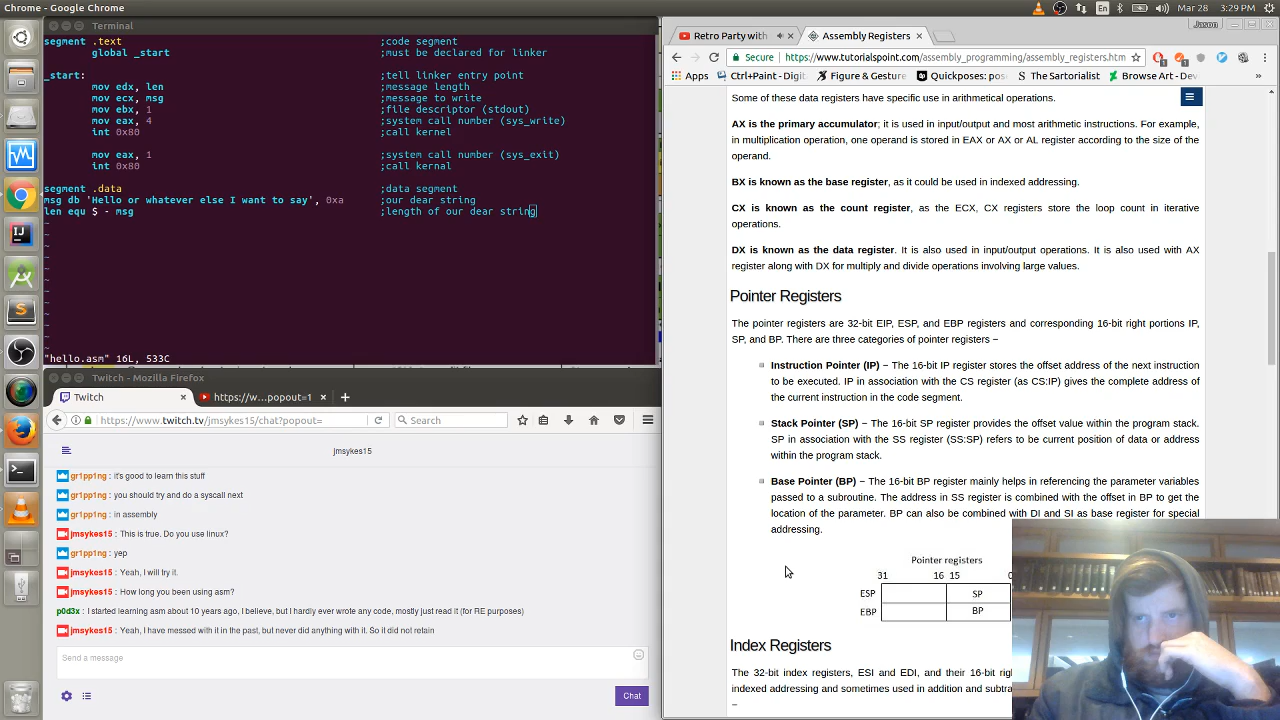 Chrome - Google Chrome
En
Mar 28
3:29 PM
Terminal
segment .text ;code segment
global _start ;must be declared for linker
_start: ;tell linker entry point
mov edx, len ;message length
mov ecx, msg ;message to write
mov ebx, 1 ;file descriptor (stdout)
mov eax, 4 ;system call number (sys_write)
int 0x80 ;call kernel
mov eax, 1 ;system call number (sys_exit)
int 0x80 ;call kernal
segment .data ;data segment
msg db 'Hello or whatever else I want to say', 0xa ;our dear string
len equ $ - msg ;length of our dear string
~
~
~
~
~
~
~
~
~
~
~
~
"hello.asm" 16L, 533C
Twitch - Mozilla Firefox
Twitch
https://w...popout=1
https://www.twitch.tv/jmsykes15/chat?popout=
Search
jmsykes15
gr1pp1ng : it's good to learn this stuff
gr1pp1ng : you should try and do a syscall next
gr1pp1ng : in assembly
jmsykes15 : This is true. Do you use linux?
gr1pp1ng : yep
jmsykes15 : Yeah, I will try it.
jmsykes15 : How long you been using asm?
p0d3x : I started learning asm about 10 years ago, I believe, but I hardly ever wrote any code, mostly just read it (for RE purposes)
jmsykes15 : Yeah, I have messed with it in the past, but never did anything with it. So it did not retain
Send a message
Chat
Jason
Retro Party with
Assembly Registers
Secure
https://www.tutorialspoint.com/assembly_programming/assembly_registers.htm
Apps
Ctrl+Paint - Digit
Figure & Gesture
Quickposes: pos
The Sartorialist
Browse Art - Dev
Some of these data registers have specific use in arithmetical operations.
AX is the primary accumulator; it is used in input/output and most arithmetic instructions. For example,
in multiplication operation, one operand is stored in EAX or AX or AL register according to the size of the
operand.
BX is known as the base register, as it could be used in indexed addressing.
CX is known as the count register, as the ECX, CX registers store the loop count in iterative
operations.
DX is known as the data register. It is also used in input/output operations. It is also used with AX
register along with DX for multiply and divide operations involving large values.
Pointer Registers
The pointer registers are 32-bit EIP, ESP, and EBP registers and corresponding 16-bit right portions IP,
SP, and BP. There are three categories of pointer registers −
Instruction Pointer (IP) − The 16-bit IP register stores the offset address of the next instruction
to be executed. IP in association with the CS register (as CS:IP) gives the complete address of
the current instruction in the code segment.
Stack Pointer (SP) − The 16-bit SP register provides the offset value within the program stack.
SP in association with the SS register (SS:SP) refers to be current position of data or address
within the program stack.
Base Pointer (BP) − The 16-bit BP register mainly helps in referencing the parameter variables
passed to a subroutine. The address in SS register is combined with the offset in BP to get the
location of the parameter. BP can also be combined with DI and SI as base register for special
addressing.
Pointer registers
31 16 15 0
ESP SP
EBP BP
Index Registers
The 32-bit index registers, ESI and EDI, and their 16-bit rig
indexed addressing and sometimes used in addition and subtra
−